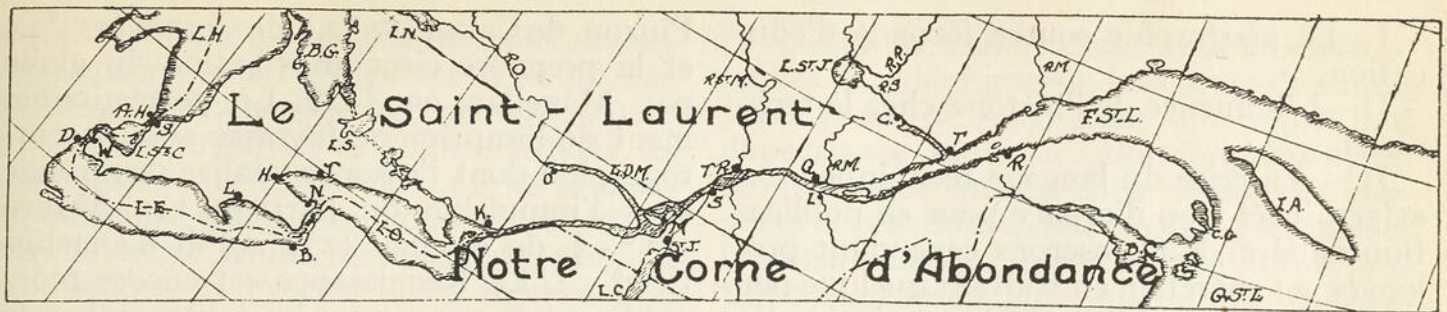 L.H.
B.G.
L.N.
R.O.
R.St.M.
L.St.J.
R.P.
R.S
R.M.
A.H
S
Le Saint-Laurent
C.
T
F.St.L.
D
W
L.St.C
L.S.
R.M.
H
T
L.D.M.
T.R
Q
R
I.A.
L
N
O
S
L
L.E.
L.O.
K
M
St.J.
B.
Notre Corne d'Abondance
B.C.
C.G.
L.C.
G.St.L